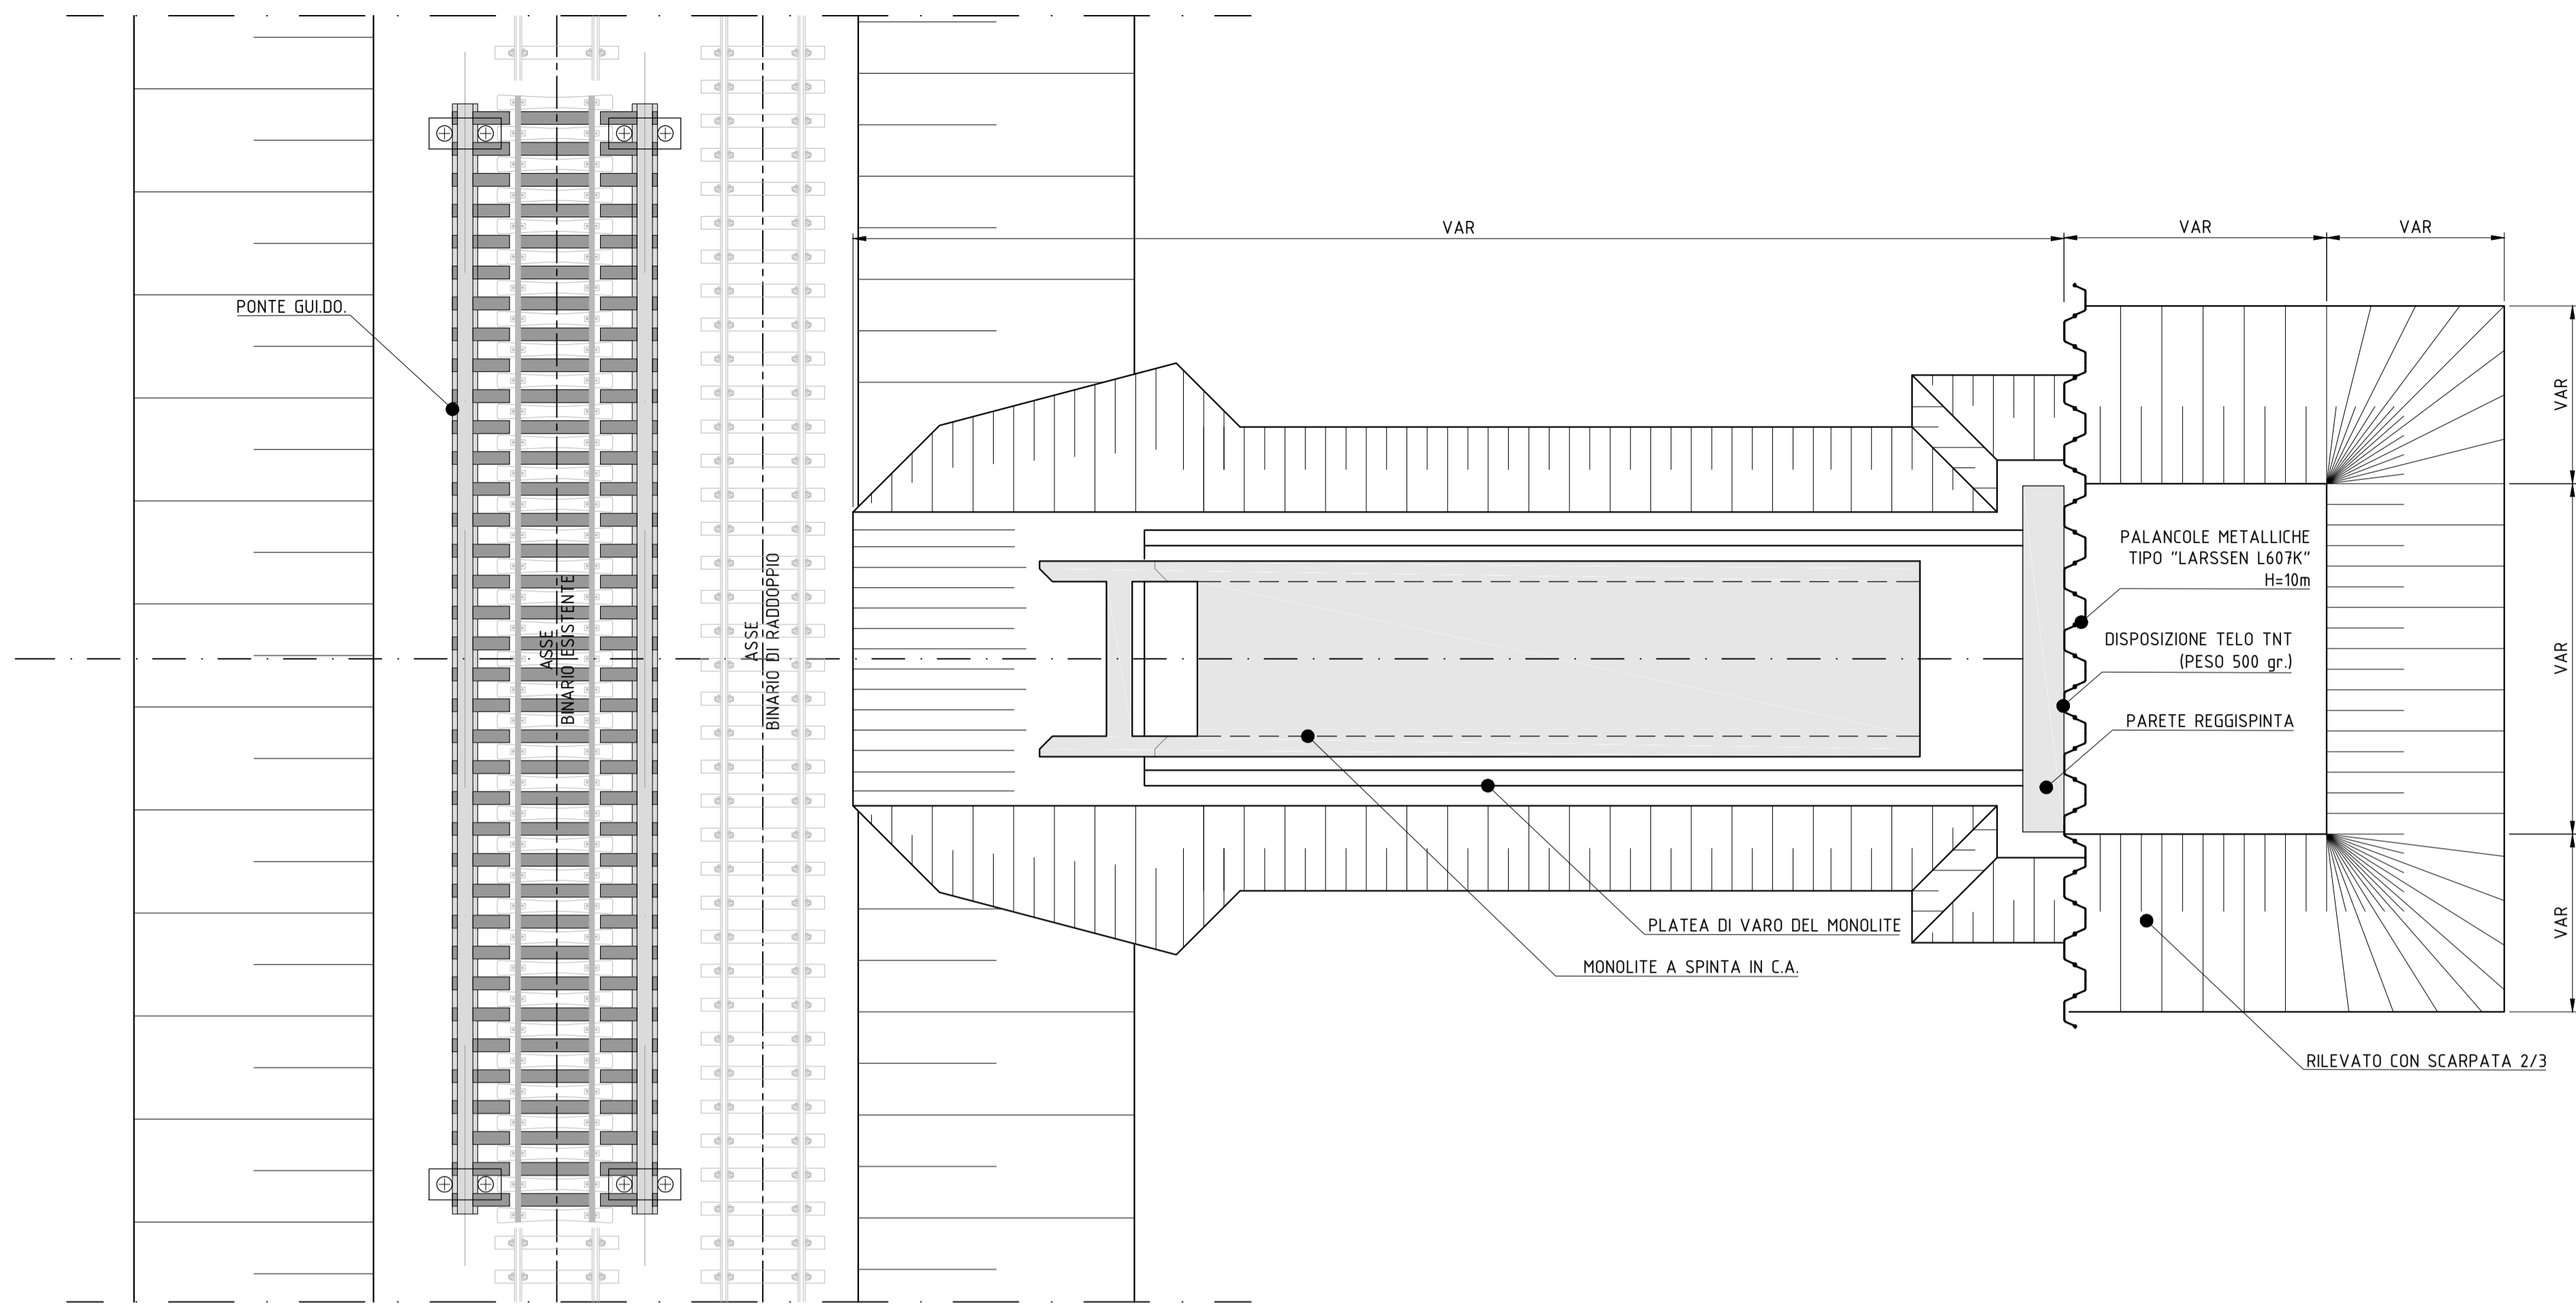 VAR
VAR
VAR
PONTE GUI.DO.
VAR
PALANCOLE METALLICHE
TIPO "LARSSEN L607K"
H=10m
ASSE
BINARIO ESISTENTE
ASSE
BINARIO DI RADDOPPIO
DISPOSIZIONE TELO TNT
(PESO 500 gr.)
VAR
PARETE REGGISPINTA
PLATEA DI VARO DEL MONOLITE
VAR
MONOLITE A SPINTA IN C.A.
RILEVATO CON SCARPATA 2/3